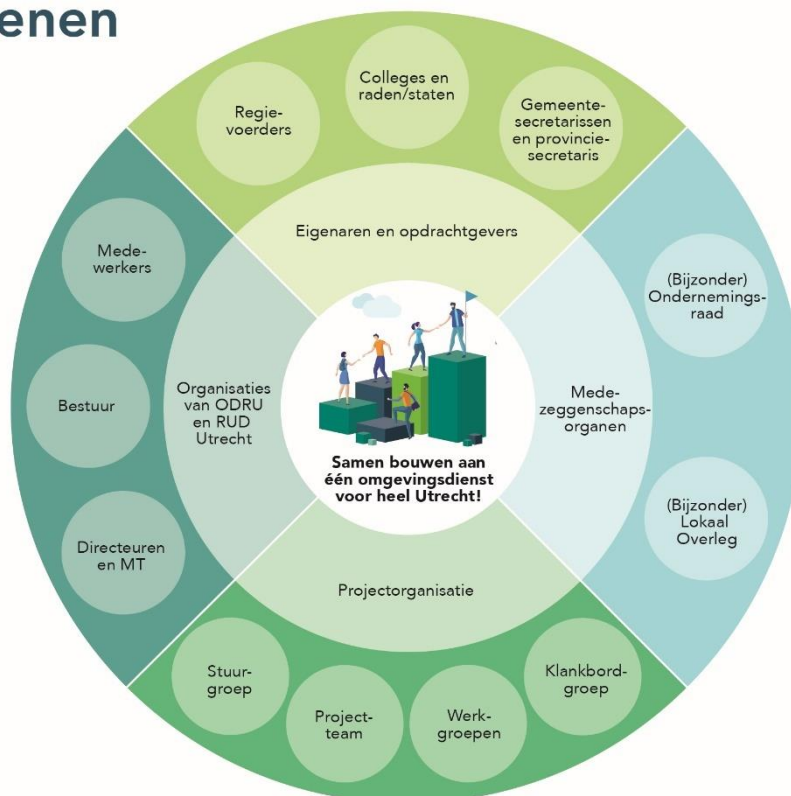 enen
Regie-
voerders
Colleges en
raden/staten
Gemeente-
secretarissen
en provincie-
secretaris
Eigenaren en opdrachtgevers
Mede-
werkers
Bestuur
Directeuren
en MT
Organisaties
van ODRU
en RUD
Utrecht
Samen bouwen aan
één omgevingsdienst
voor heel Utrecht!
Mede-
zeggenschaps-
organen
(Bijzonder)
Ondernemings-
raad
(Bijzonder)
Lokaal
Overleg
Projectorganisatie
Stuur-
groep
Project-
team
Werk-
groepen
Klankbord-
groep